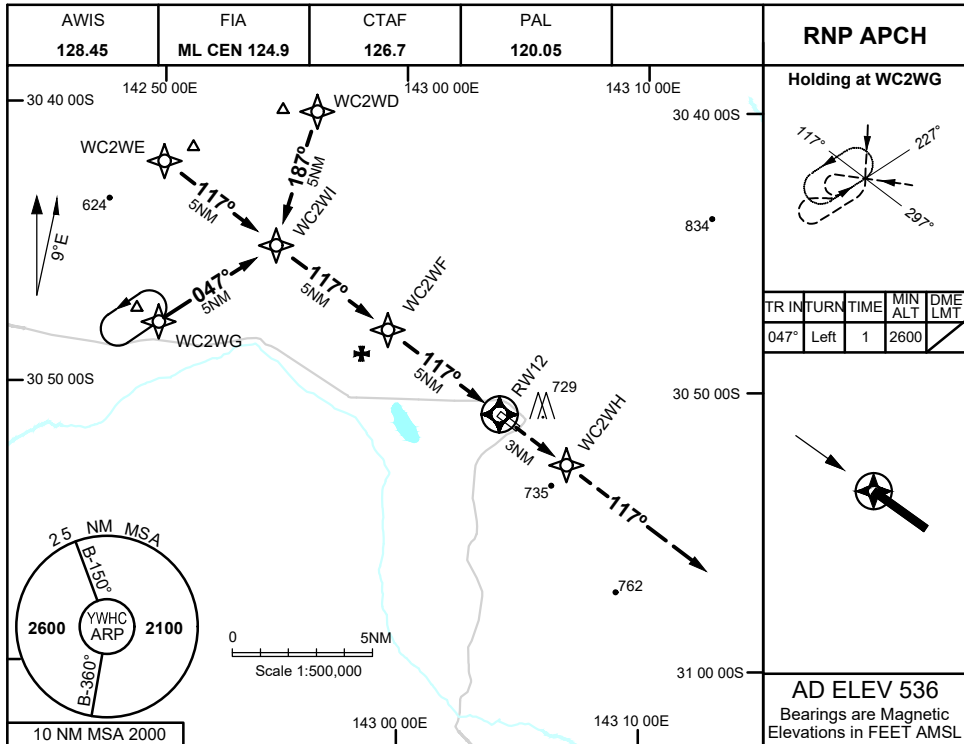 AWIS
128.45
FIA
ML CEN 124.9
CTAF
126.7
PAL
120.05
RNP APCH
142 50 00E
143 00 00E
143 10 00E
30 40 00S
30 40 00S
WC2WD
WC2WE
187°
5NM
117°
5NM
WC2WI
624
834
9°E
047°
5NM
WC2WG
117°
5NM
WC2WF
30 50 00S
30 50 00S
117°
5NM
RW12
729
3NM
WC2WH
735
117°
762
25 NM MSA
B-150°
2600
YWHC
ARP
2100
B-360°
10 NM MSA 2000
0
5NM
Scale 1:500,000
31 00 00S
143 00 00E
143 10 00E
Holding at WC2WG
117°
227°
297°
TR IN
TURN
TIME
MIN
ALT
DME
LMT
047°
Left
1
2600
AD ELEV 536
Bearings are Magnetic
Elevations in FEET AMSL